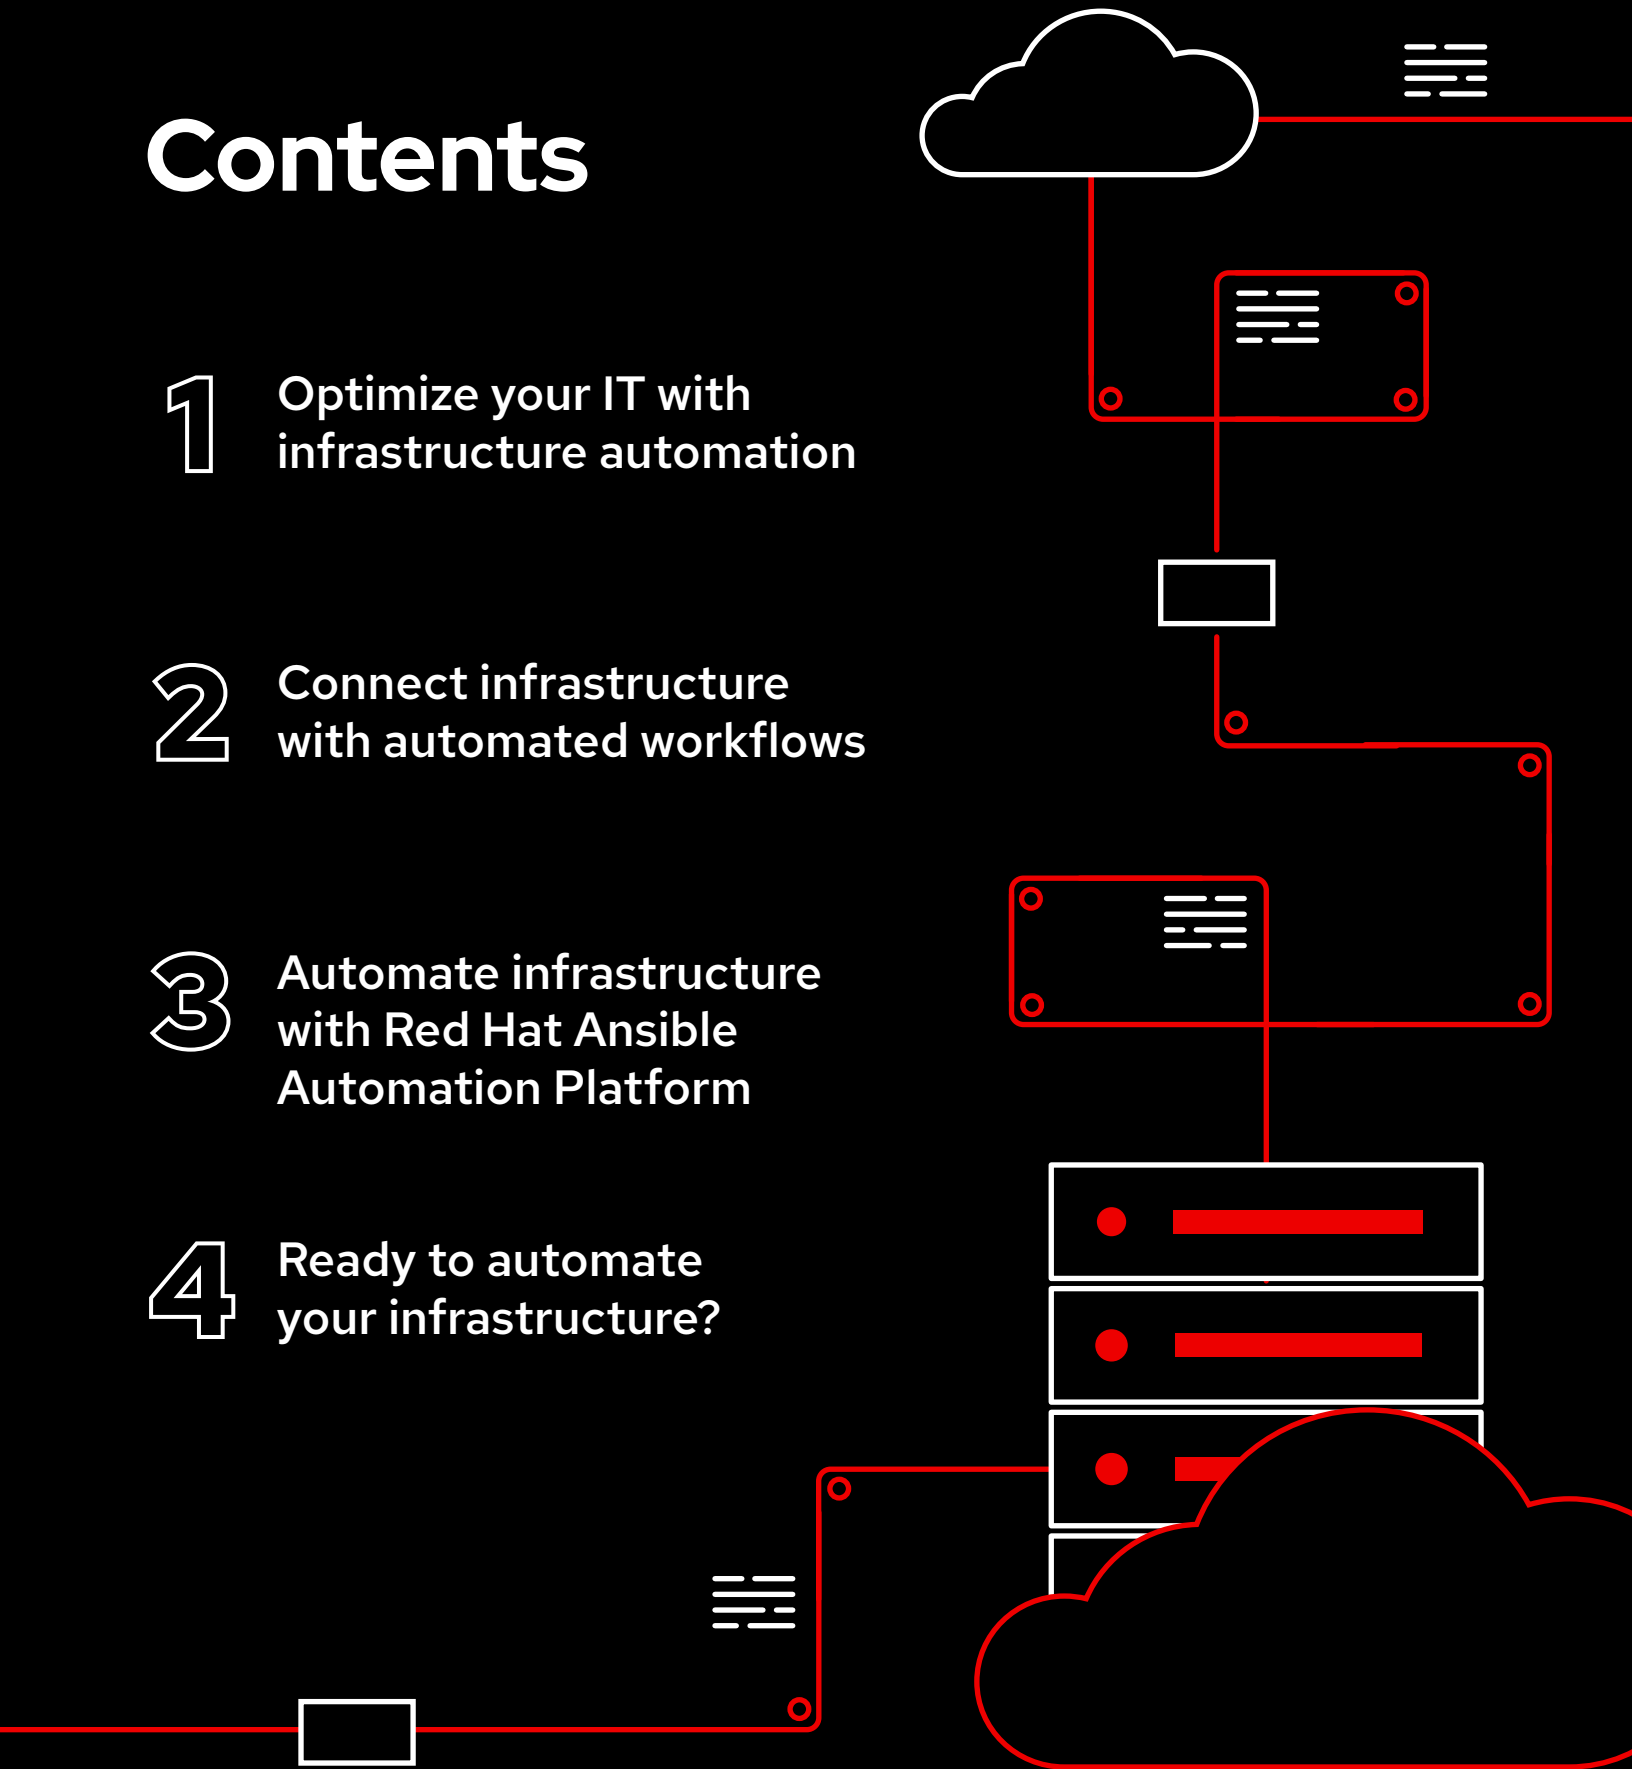 Contents
1
Optimize your IT with
infrastructure automation
2
Connect infrastructure
with automated workflows
3
Automate infrastructure
with Red Hat Ansible
Automation Platform
4
Ready to automate
your infrastructure?